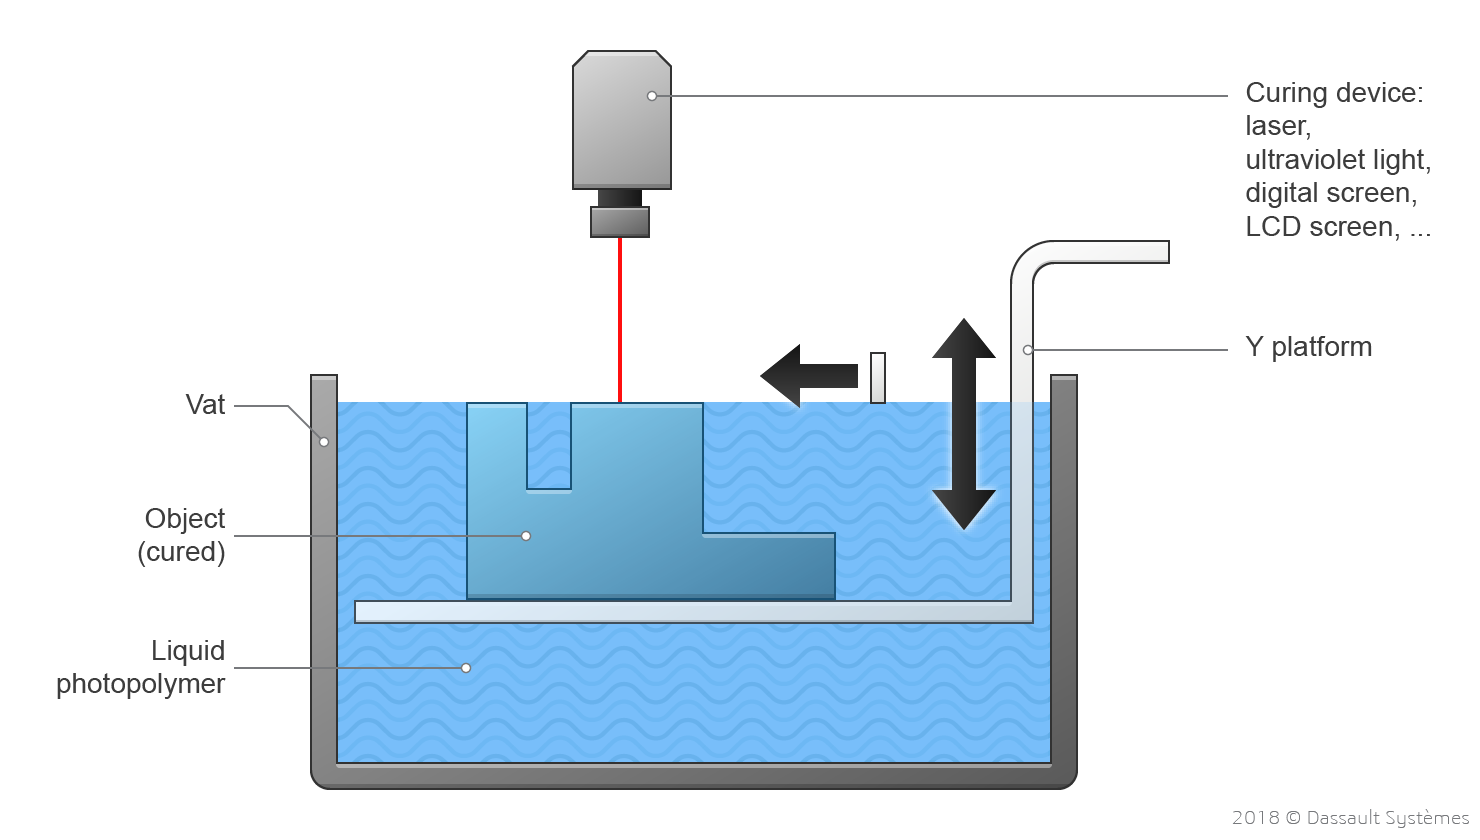 Curing device:
laser,
ultraviolet light,
digital screen,
LCD screen, ...
Y platform
Vat
Object
(cured)
Liquid
photopolymer
2018 © Dassault Systèmes